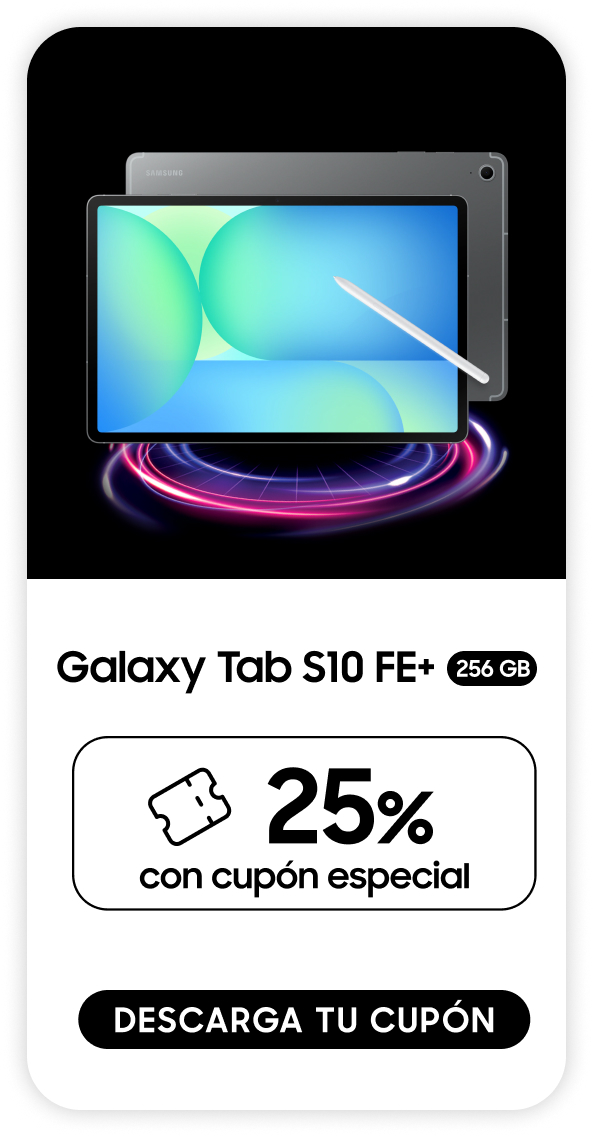 SAMSUNG
Galaxy Tab S10 FE+ 256 GB
25%
con cupón especial
DESCARGA TU CUPÓN